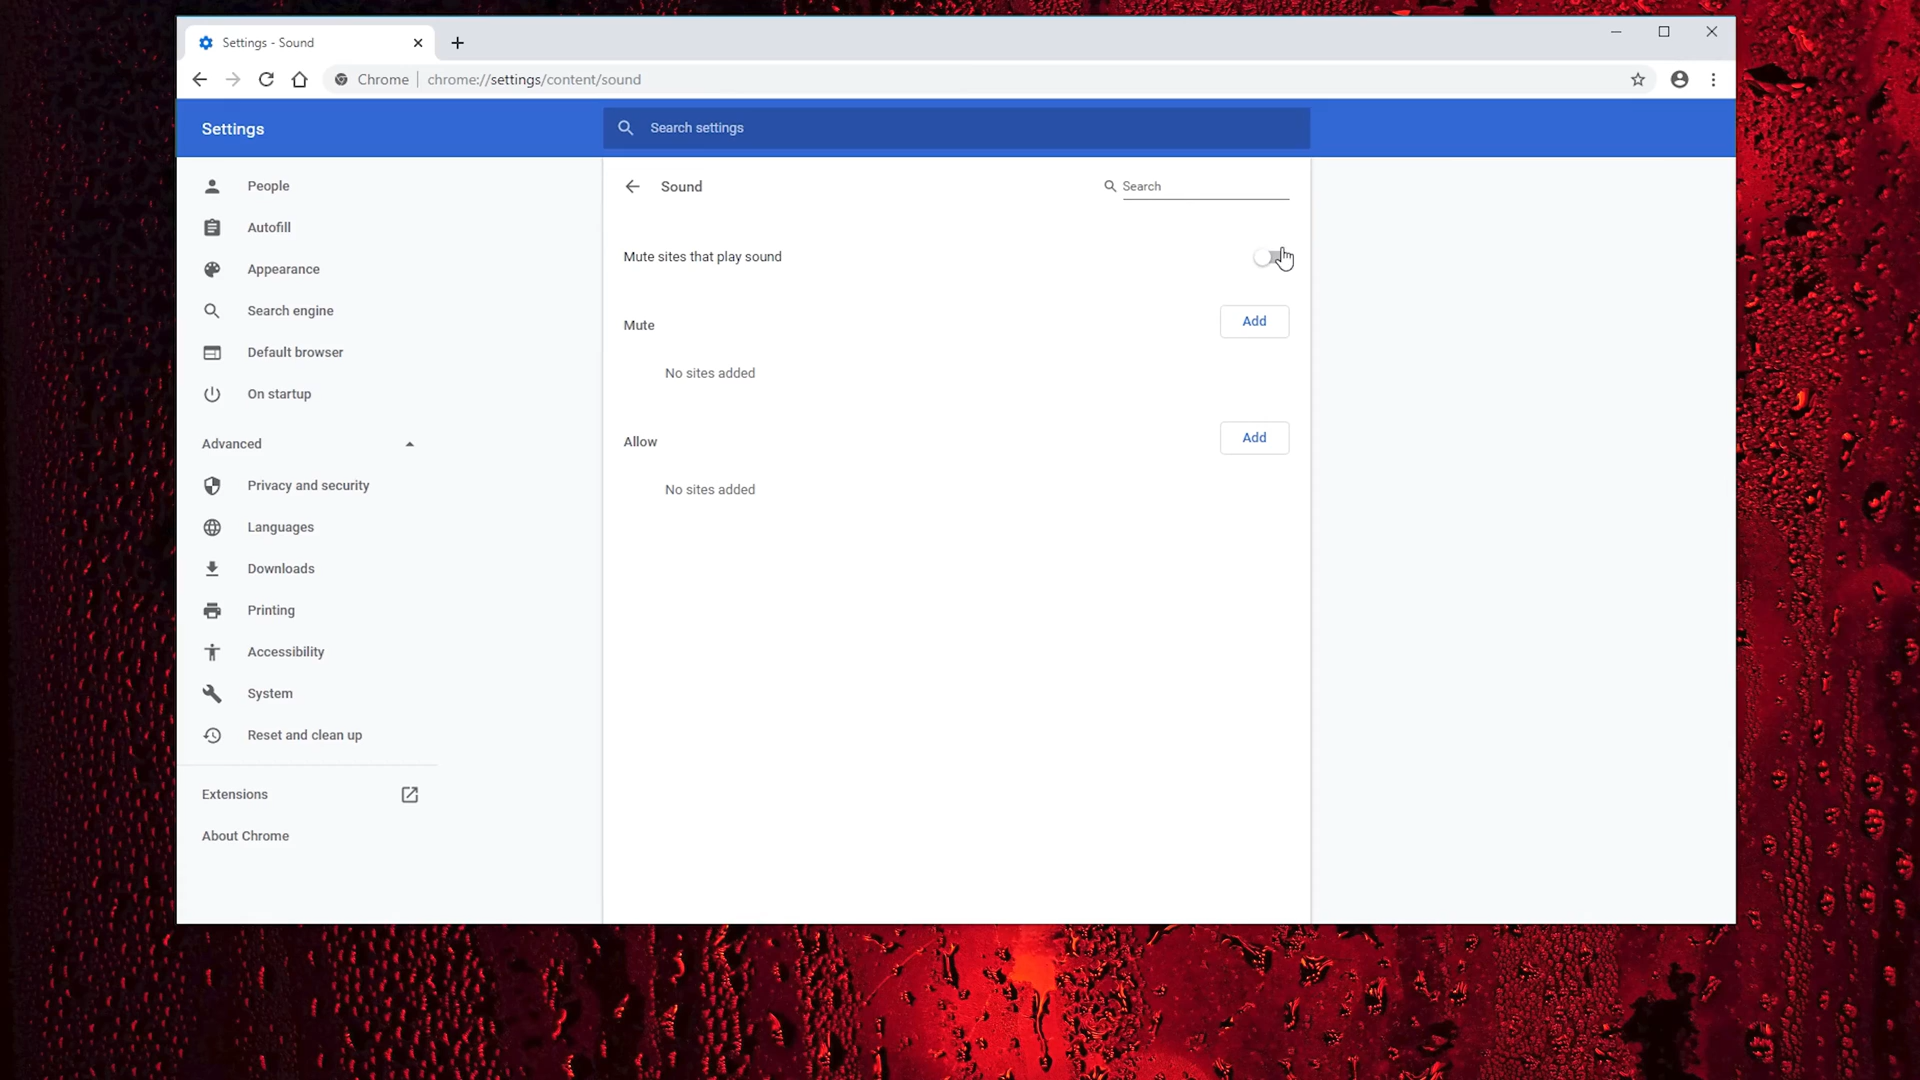 Settings - Sound
Chrome
chrome://settings/content/sound
Settings
Search settings
People
Autofill
Appearance
Search engine
Default browser
On startup
Advanced
Privacy and security
Languages
Downloads
Printing
Accessibility
System
Reset and clean up
Extensions
About Chrome
Sound
Search
Mute sites that play sound
Mute
Add
No sites added
Allow
Add
No sites added